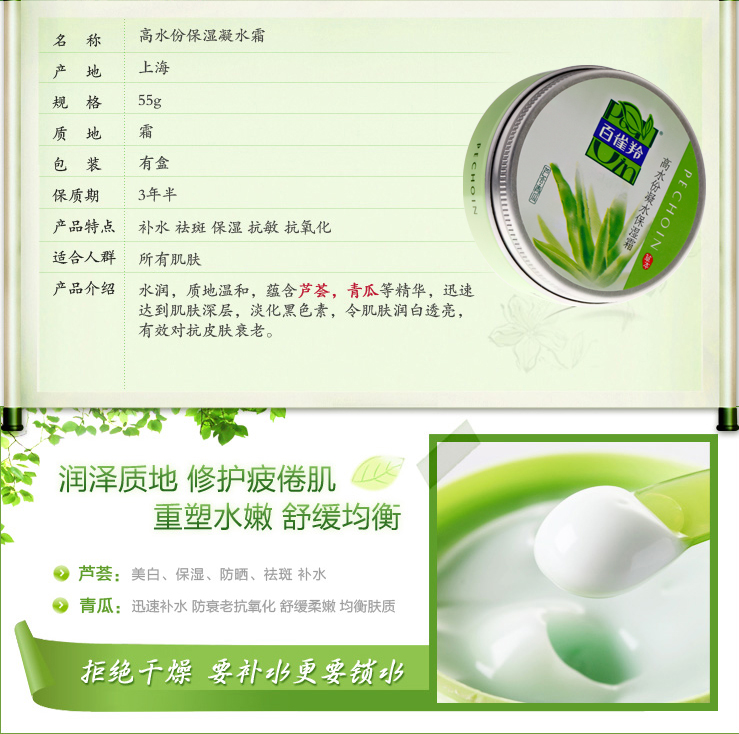 名 称 高水份保湿凝水霜
产 地 上海
规 格 55g
质 地 霜
包 装 有盒
保质期 3年半
产品特点 补水 祛斑 保湿 抗敏 抗氧化
适合人群 所有肌肤
产品介绍 水润，质地温和，蕴含芦荟，青瓜等精华，迅速
达到肌肤深层，淡化黑色素，令肌肤润白透亮，
有效对抗皮肤衰老。
PECHOIN
百雀羚
高水份凝水保湿霜
PECHOIN
润泽质地 修护疲倦肌
重塑水嫩 舒缓均衡
芦荟：美白、保湿、防晒、祛斑 补水
青瓜：迅速补水 防衰老抗氧化 舒缓柔嫩 均衡肤质
拒绝干燥 要补水更要锁水